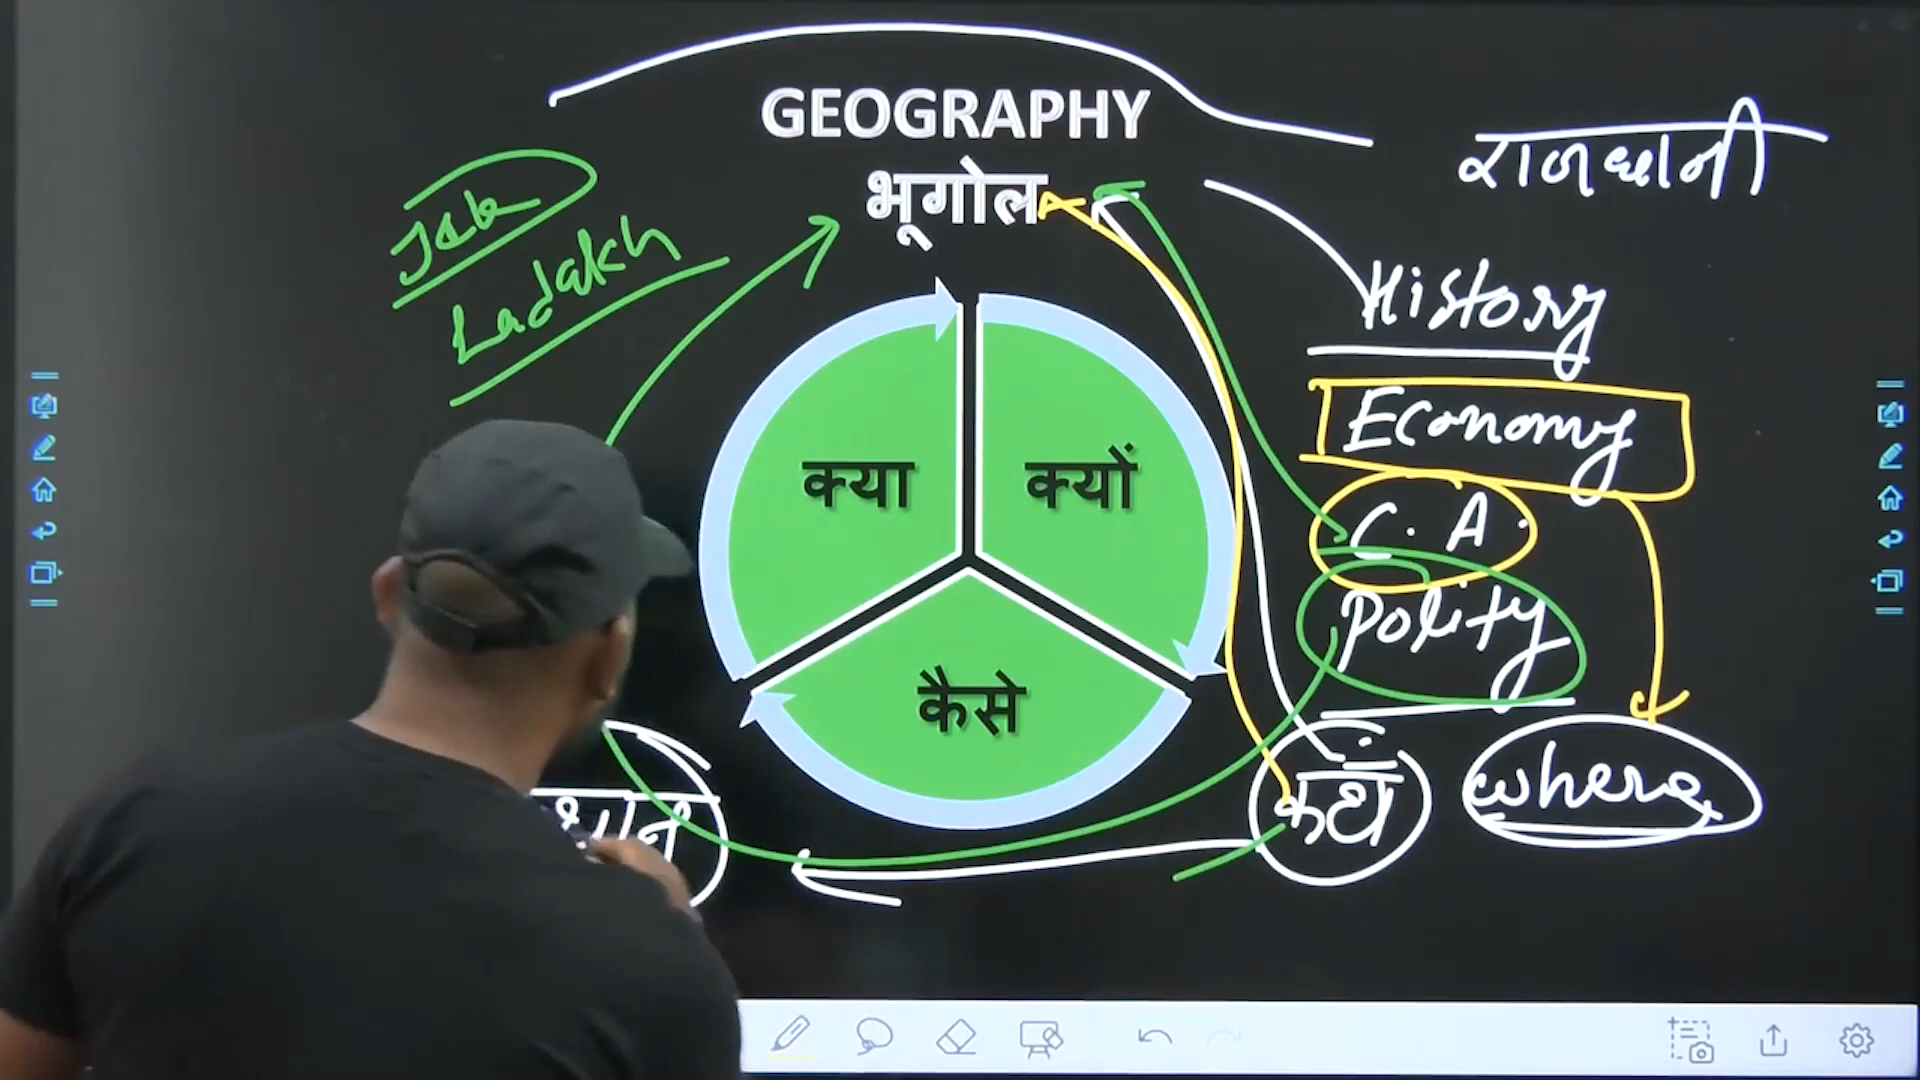 GEOGRAPHY
भूगोल
राजधानी
J&K
Ladakh
History
Economy
C. A.
Polity
क्या
क्यों
कैसे
कहाँ
where